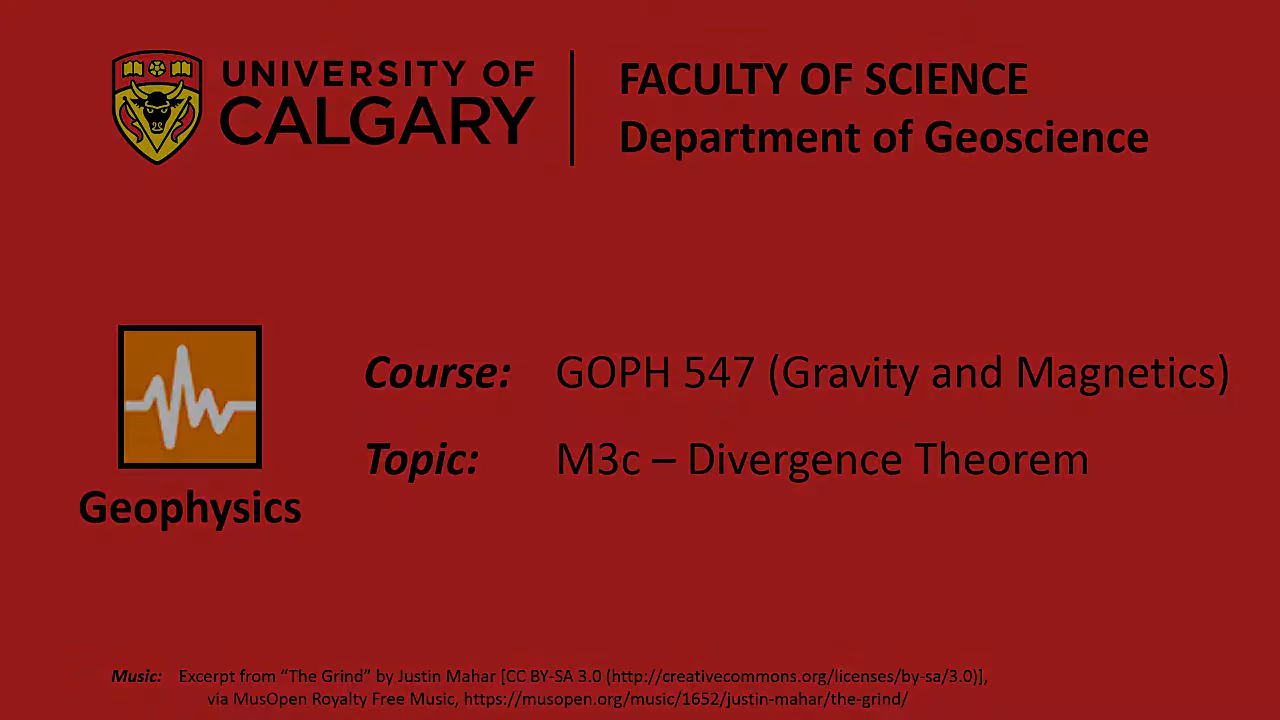 UNIVERSITY OF
CALGARY
FACULTY OF SCIENCE
Department of Geoscience
Course: GOPH 547 (Gravity and Magnetics)
Topic: M3c – Divergence Theorem
Geophysics
Music: Excerpt from “The Grind” by Justin Mahar [CC BY-SA 3.0 (http://creativecommons.org/licenses/by-sa/3.0)],
via MusOpen Royalty Free Music, https://musopen.org/music/1652/justin-mahar/the-grind/